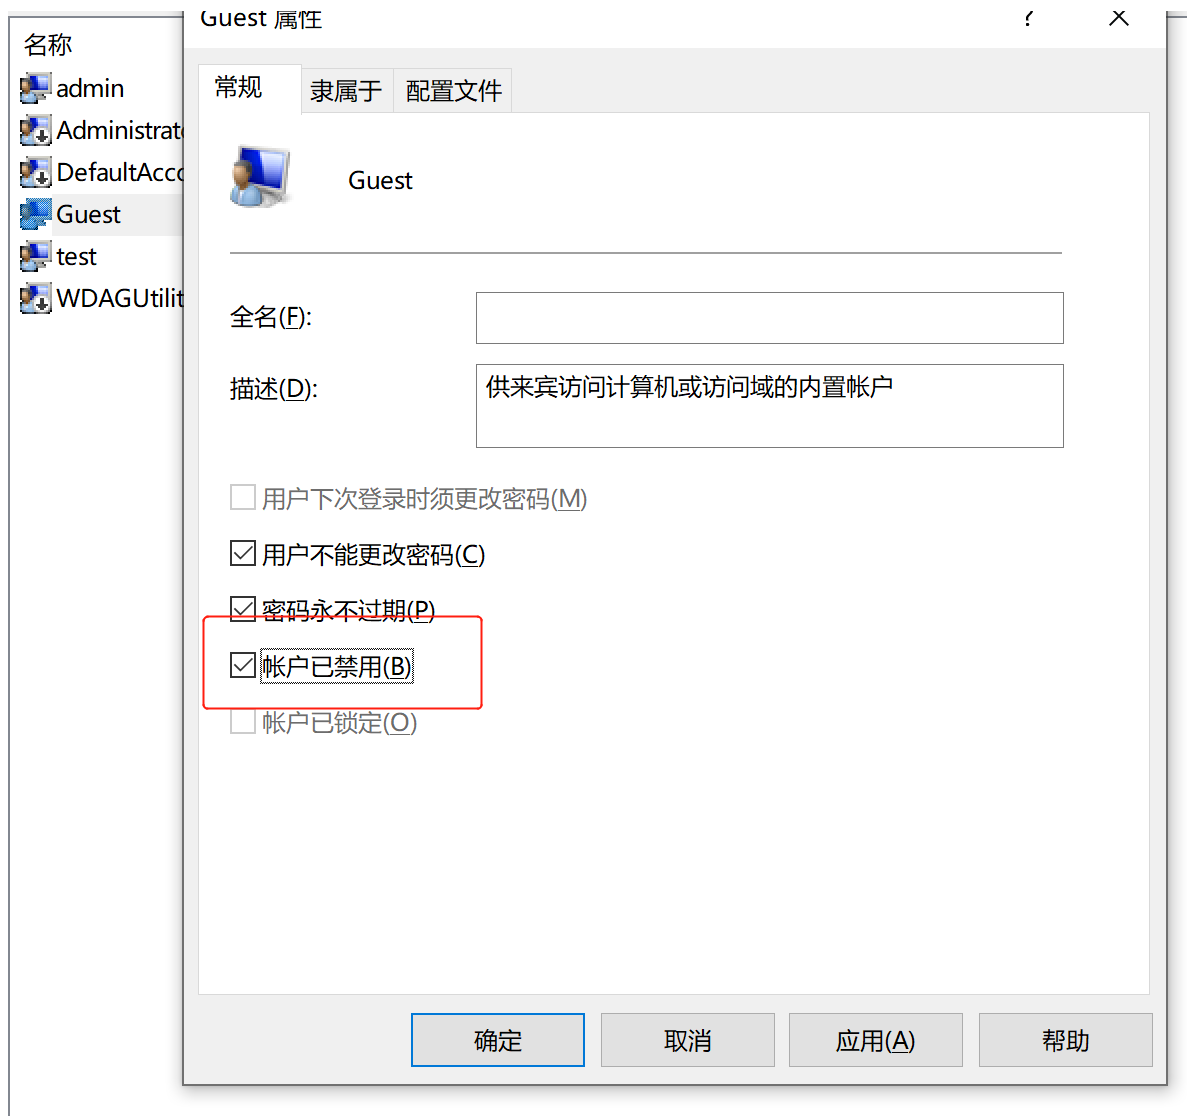 Guest 属性
名称
admin
Administrato
DefaultAcco
Guest
test
WDAGUtilit
常规
隶属于
配置文件
Guest
全名(F):
描述(D):
供来宾访问计算机或访问域的内置帐户
用户下次登录时须更改密码(M)
用户不能更改密码(C)
密码永不过期(P)
帐户已禁用(B)
帐户已锁定(O)
确定
取消
应用(A)
帮助